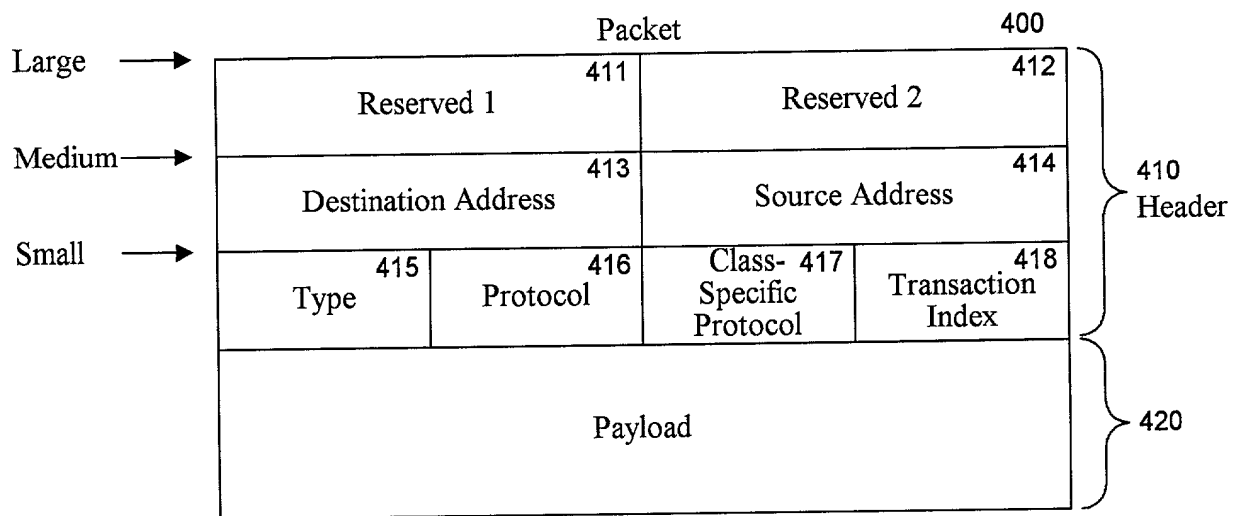 Packet 400
Large
411 412
Reserved 1 Reserved 2
Medium
413 414
Destination Address Source Address
410
Header
Small
415 416 Class- 417 418
Type Protocol Specific Transaction
Protocol Index
Payload 420